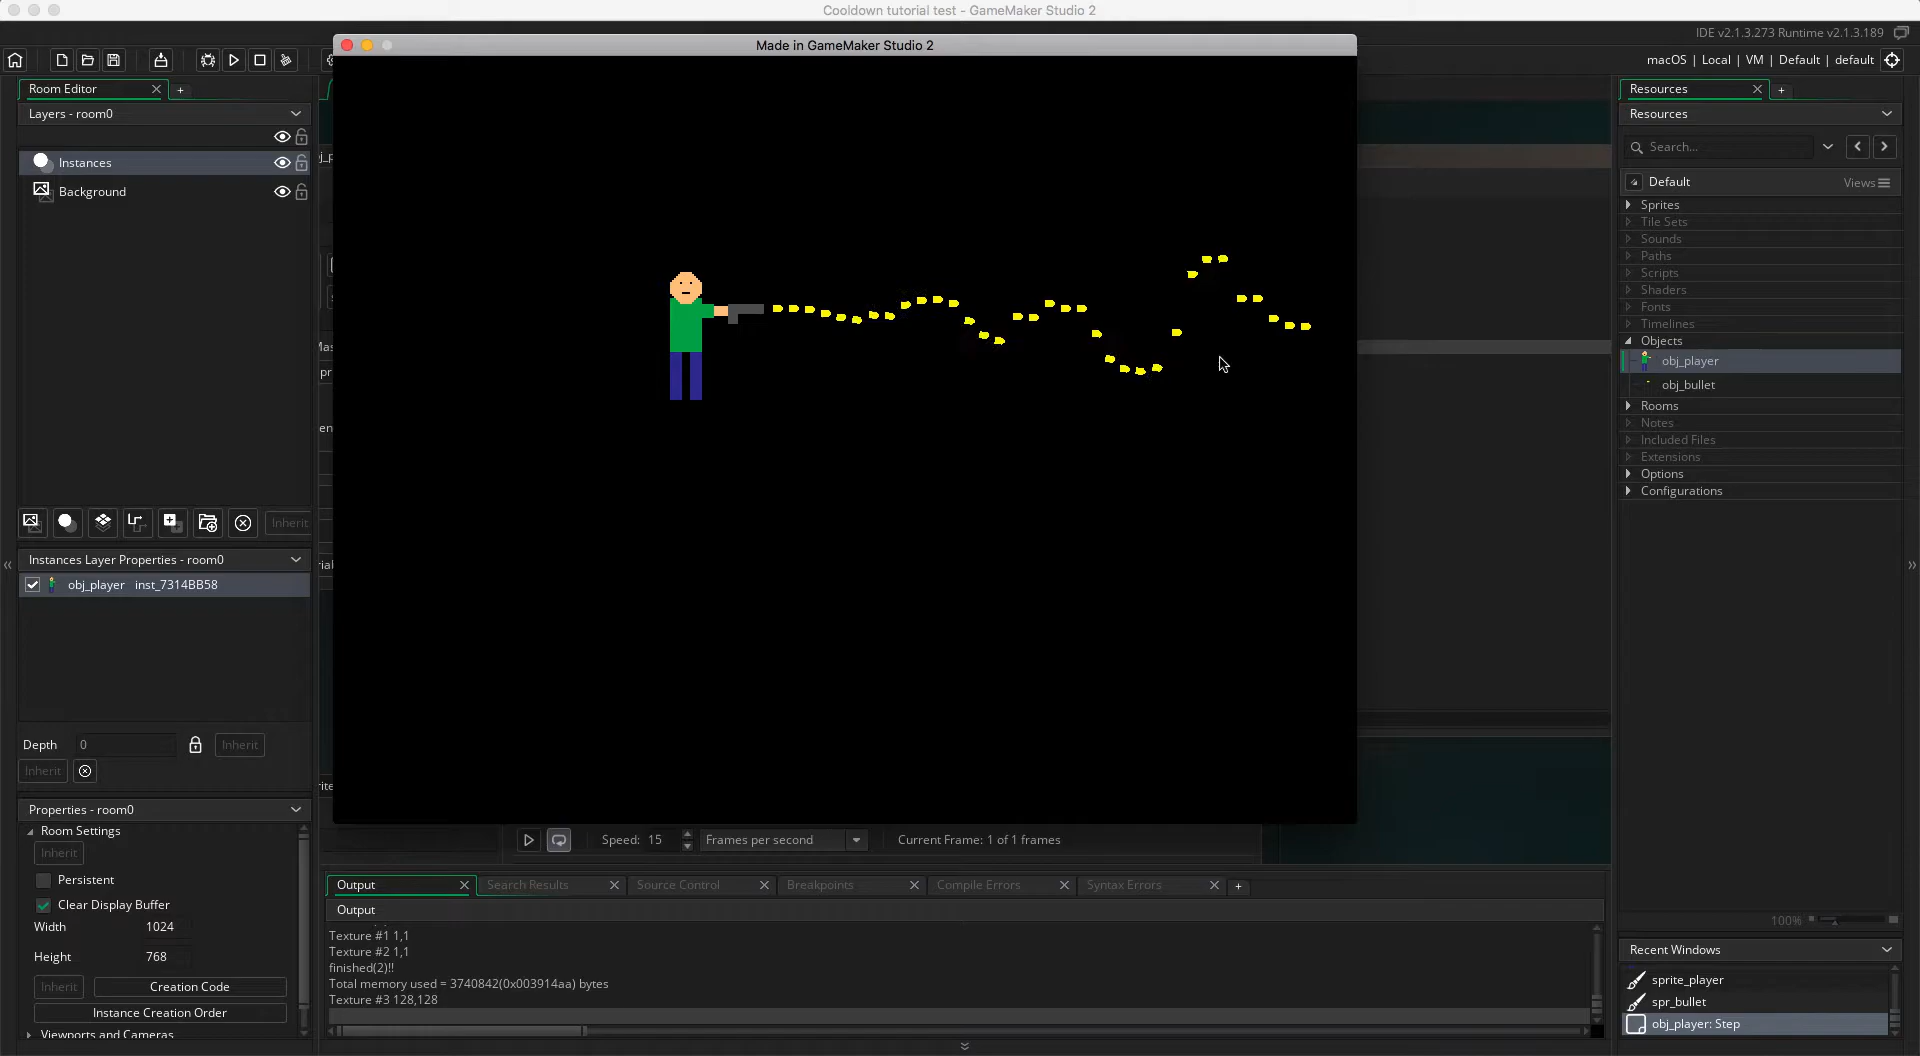 Cooldown tutorial test - GameMaker Studio 2
IDE v2.1.3.273 Runtime v2.1.3.189
macOS | Local | VM | Default | default
Made in GameMaker Studio 2
Room Editor
Layers - room0
Instances
Background
Inherit
Instances Layer Properties - room0
obj_player inst_7314BB58
Depth 0 Inherit
Inherit
Properties - room0
Room Settings
Inherit
Persistent
Clear Display Buffer
Width 1024
Height 768
Inherit Creation Code
Instance Creation Order
Viewports and Cameras
Speed: 15 Frames per second Current Frame: 1 of 1 frames
Output Search Results Source Control Breakpoints Compile Errors Syntax Errors
Output
Texture #1 1,1
Texture #2 1,1
finished(2)!!
Total memory used = 3740842(0x003914aa) bytes
Texture #3 128,128
Resources
Resources
Search...
Default Views
Sprites
Tile Sets
Sounds
Paths
Scripts
Shaders
Fonts
Timelines
Objects
obj_player
obj_bullet
Rooms
Notes
Included Files
Extensions
Options
Configurations
100%
Recent Windows
sprite_player
spr_bullet
obj_player: Step